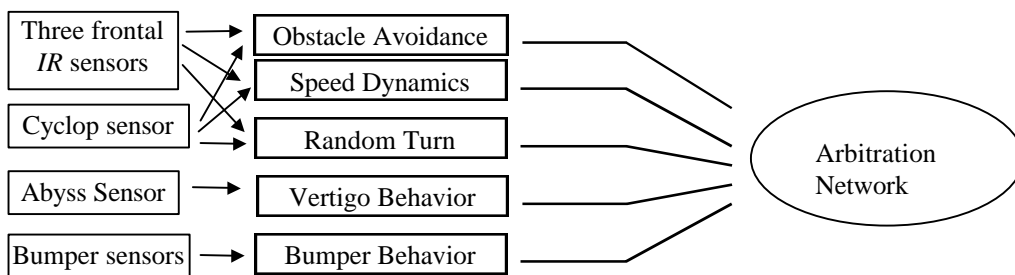 Three frontal
IR sensors
Cyclop sensor
Abyss Sensor
Bumper sensors
Obstacle Avoidance
Speed Dynamics
Random Turn
Vertigo Behavior
Bumper Behavior
Arbitration
Network